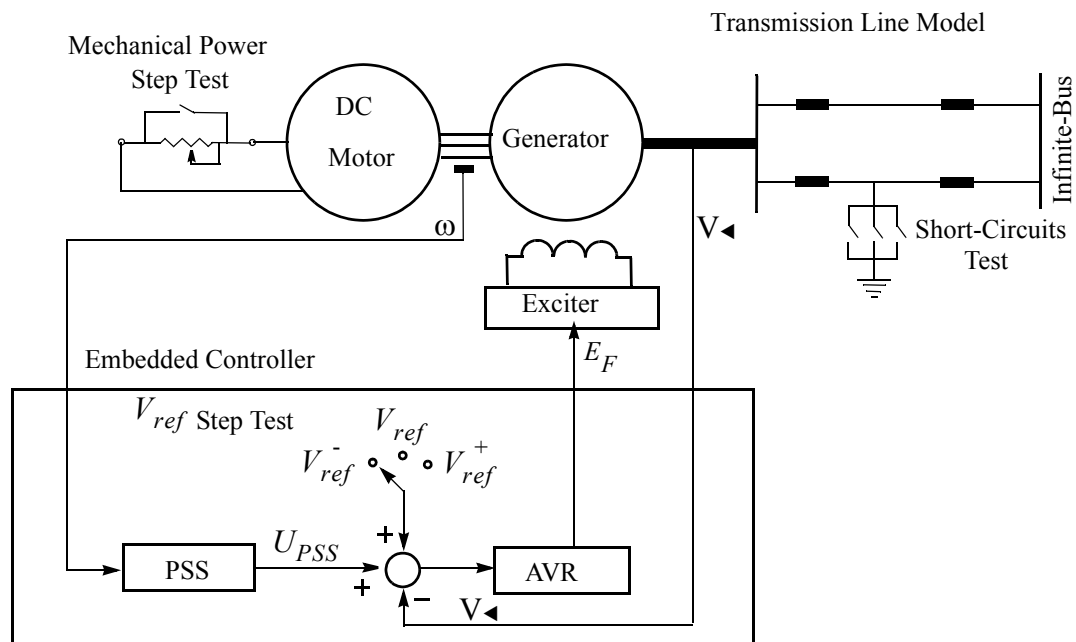 Transmission Line Model
Mechanical Power
Step Test
DC
Motor
Generator
Infinite-Bus
ω
V
Short-Circuits
Test
Exciter
E_F
Embedded Controller
V_ref Step Test
V_ref
V_ref^-
V_ref^+
+
U_PSS
PSS
+
−
AVR
V